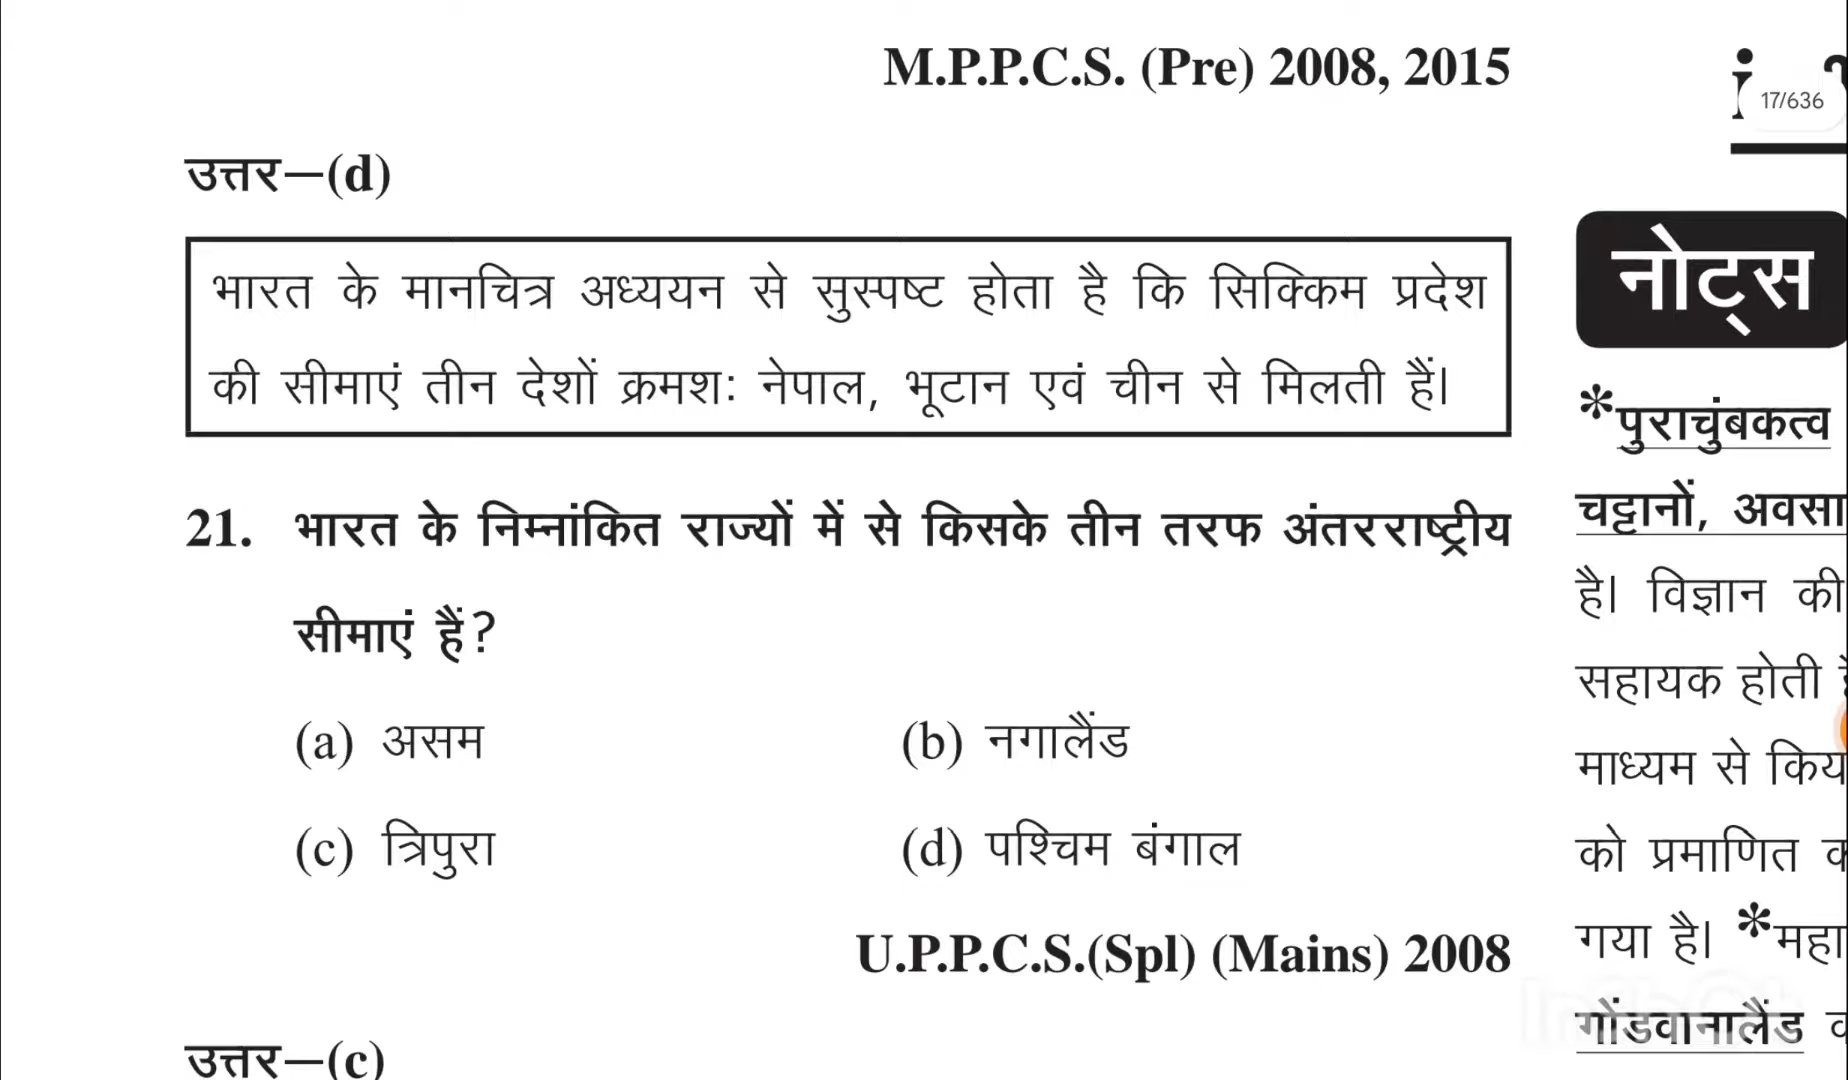 M.P.P.C.S. (Pre) 2008, 2015
उत्तर—(d)
भारत के मानचित्र अध्ययन से सुस्पष्ट होता है कि सिक्किम प्रदेश
की सीमाएं तीन देशों क्रमशः नेपाल, भूटान एवं चीन से मिलती हैं।
21. भारत के निम्नांकित राज्यों में से किसके तीन तरफ अंतरराष्ट्रीय
सीमाएं हैं?
(a) असम (b) नगालैंड
(c) त्रिपुरा (d) पश्चिम बंगाल
U.P.P.C.S.(Spl) (Mains) 2008
उत्तर—(c)
17/636
नोट्स
*पुराचुंबकत्व
चट्टानों, अवसा
है। विज्ञान की
सहायक होती
माध्यम से किय
को प्रमाणित
गया है। *महा
गोंडवानालैंड